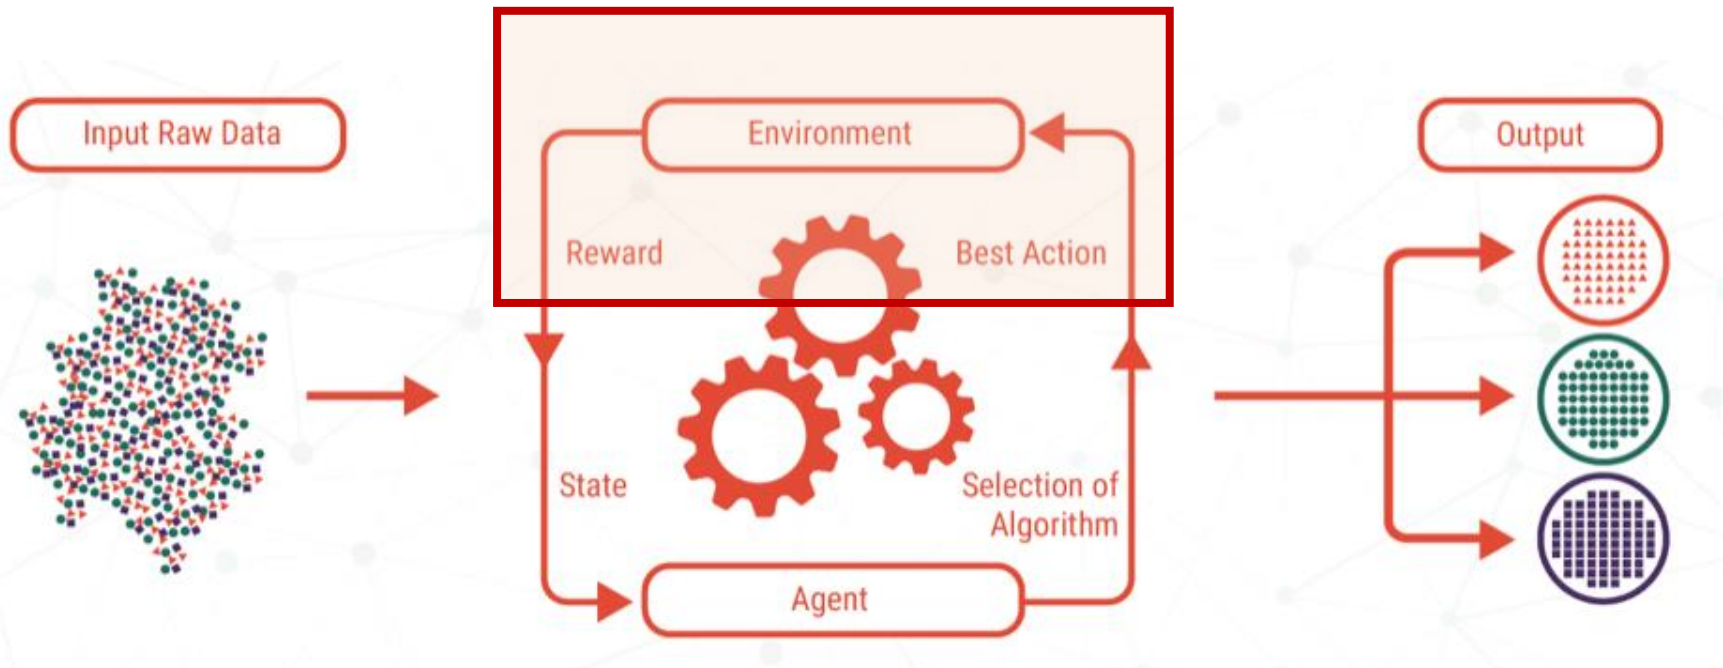 Input Raw Data
Environment
Output
Reward
Best Action
State
Selection of
Algorithm
Agent